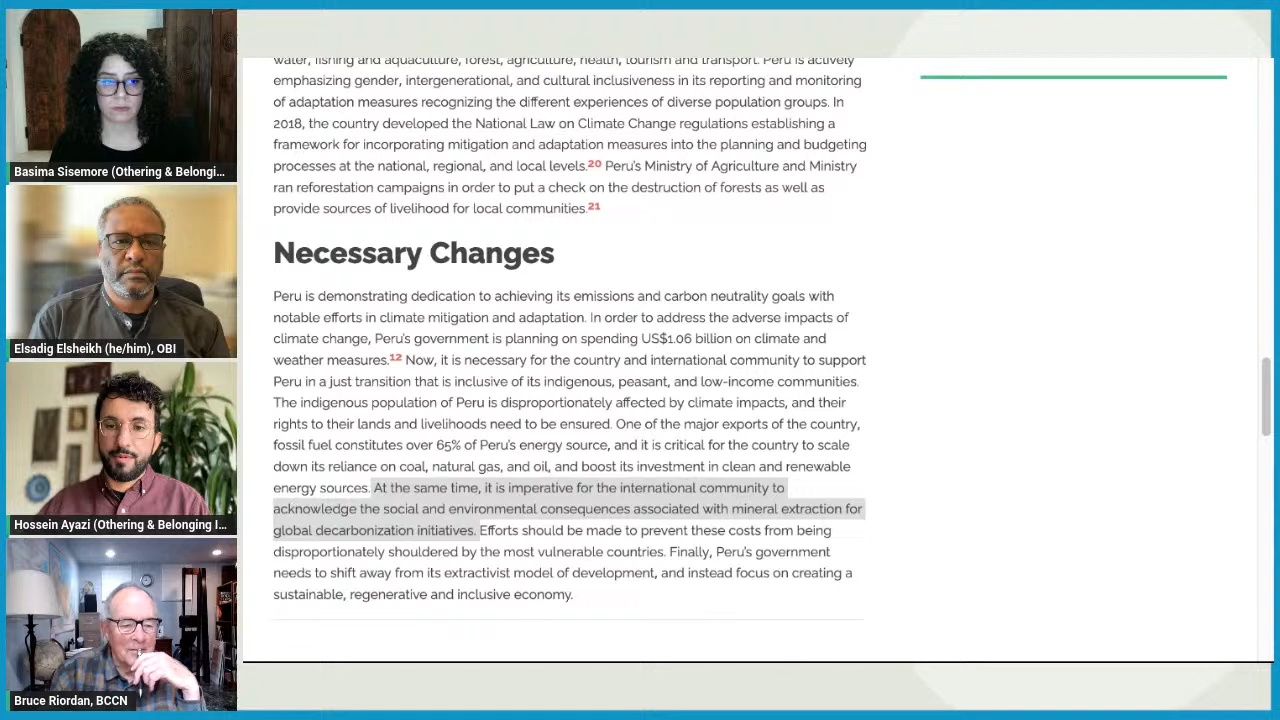 Basima Sisemore (Othering & Belongi...
Elsadig Elsheikh (he/him), OBI
Hossein Ayazi (Othering & Belonging I...
Bruce Riordan, BCCN
water, fishing and aquaculture, forest, agriculture, health, tourism and transport. Peru is actively
emphasizing gender, intergenerational, and cultural inclusiveness in its reporting and monitoring
of adaptation measures recognizing the different experiences of diverse population groups. In
2018, the country developed the National Law on Climate Change regulations establishing a
framework for incorporating mitigation and adaptation measures into the planning and budgeting
processes at the national, regional, and local levels.20 Peru's Ministry of Agriculture and Ministry
ran reforestation campaigns in order to put a check on the destruction of forests as well as
provide sources of livelihood for local communities.21
Necessary Changes
Peru is demonstrating dedication to achieving its emissions and carbon neutrality goals with
notable efforts in climate mitigation and adaptation. In order to address the adverse impacts of
climate change, Peru's government is planning on spending US$1.06 billion on climate and
weather measures.12 Now, it is necessary for the country and international community to support
Peru in a just transition that is inclusive of its indigenous, peasant, and low-income communities.
The indigenous population of Peru is disproportionately affected by climate impacts, and their
rights to their lands and livelihoods need to be ensured. One of the major exports of the country,
fossil fuel constitutes over 65% of Peru's energy source, and it is critical for the country to scale
down its reliance on coal, natural gas, and oil, and boost its investment in clean and renewable
energy sources. At the same time, it is imperative for the international community to
acknowledge the social and environmental consequences associated with mineral extraction for
global decarbonization initiatives. Efforts should be made to prevent these costs from being
disproportionately shouldered by the most vulnerable countries. Finally, Peru's government
needs to shift away from its extractivist model of development, and instead focus on creating a
sustainable, regenerative and inclusive economy.